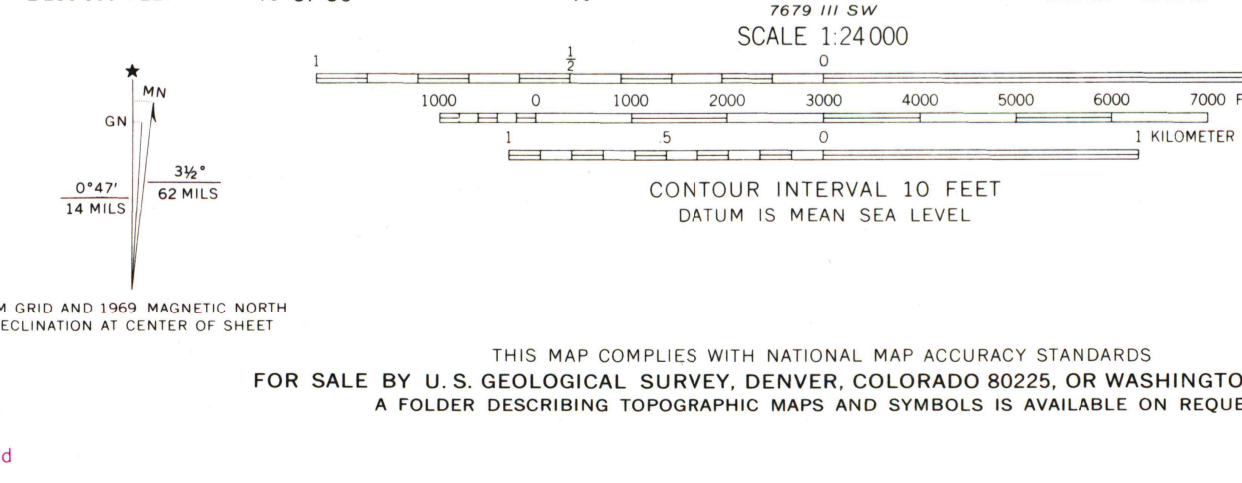 7679 III SW
SCALE 1:24 000
1 ½ 0
1000 0 1000 2000 3000 4000 5000 6000 7000 F
1 .5 0 1 KILOMETER
CONTOUR INTERVAL 10 FEET
DATUM IS MEAN SEA LEVEL
★
MN
GN
3½°
62 MILS
0°47′
14 MILS
M GRID AND 1969 MAGNETIC NORTH
ECLINATION AT CENTER OF SHEET
THIS MAP COMPLIES WITH NATIONAL MAP ACCURACY STANDARDS
FOR SALE BY U. S. GEOLOGICAL SURVEY, DENVER, COLORADO 80225, OR WASHINGTO
A FOLDER DESCRIBING TOPOGRAPHIC MAPS AND SYMBOLS IS AVAILABLE ON REQUE
d